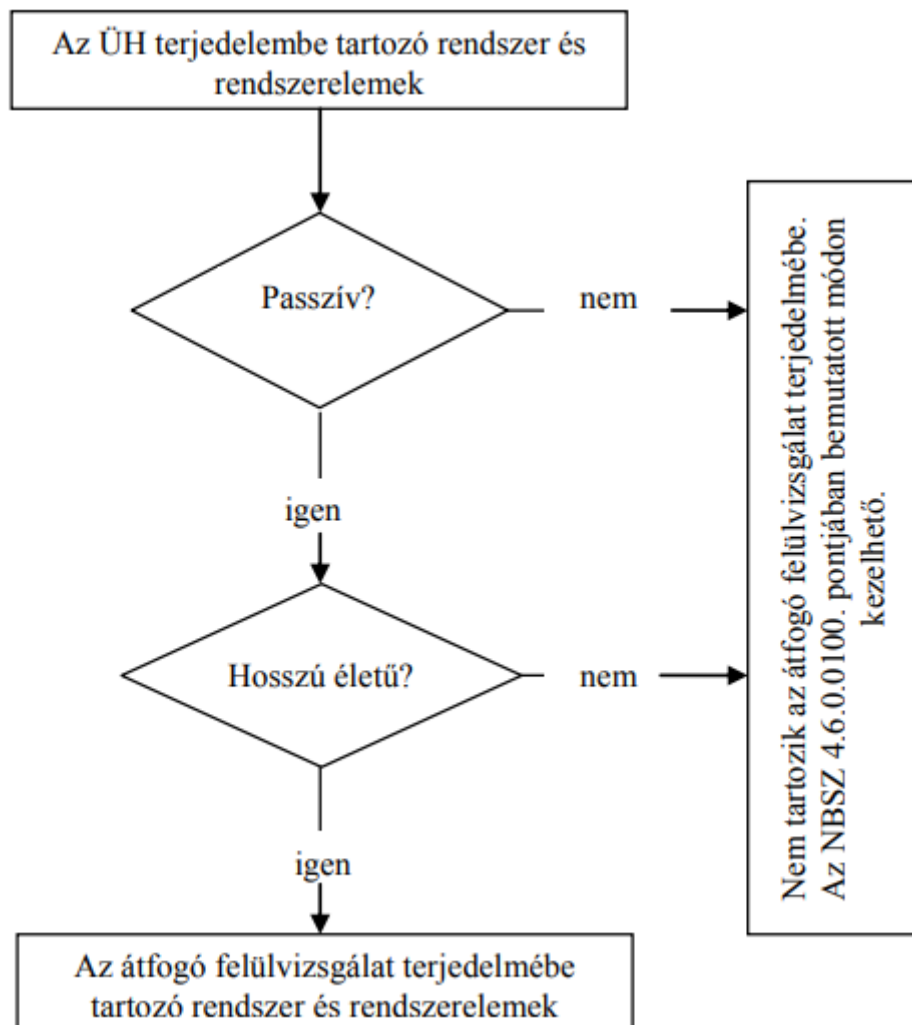 Az ÜH terjedelembe tartozó rendszer és
rendszerelemek
Passzív?
nem
igen
Hosszú életű?
nem
igen
Az átfogó felülvizsgálat terjedelmébe
tartozó rendszer és rendszerelemek
Nem tartozik az átfogó felülvizsgálat terjedelmébe.
Az NBSZ 4.6.0.0100. pontjában bemutatott módon
kezelhető.